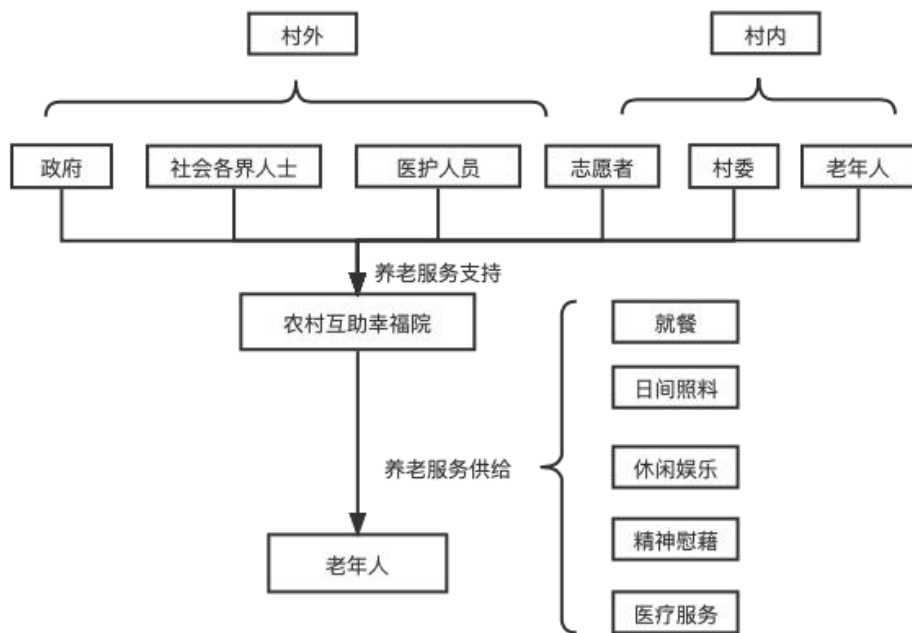 村外
村内
政府
社会各界人士
医护人员
志愿者
村委
老年人
养老服务支持
农村互助幸福院
就餐
日间照料
养老服务供给
休闲娱乐
精神慰藉
老年人
医疗服务